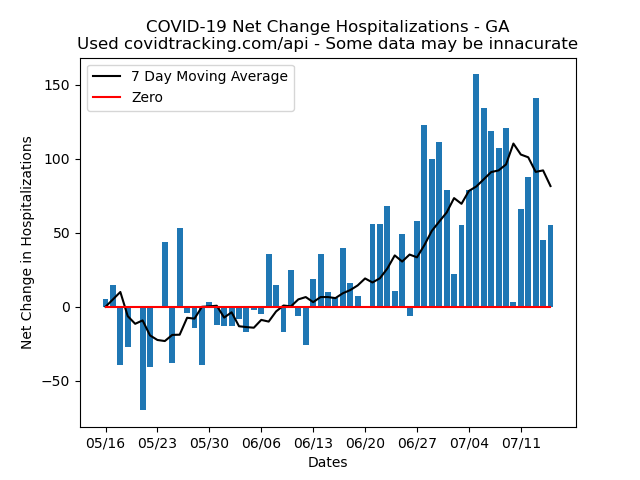 COVID-19 Net Change Hospitalizations - GA
Used covidtracking.com/api - Some data may be innacurate
7 Day Moving Average
Zero
150
100
50
0
−50
Net Change in Hospitalizations
05/16 05/23 05/30 06/06 06/13 06/20 06/27 07/04 07/11
Dates